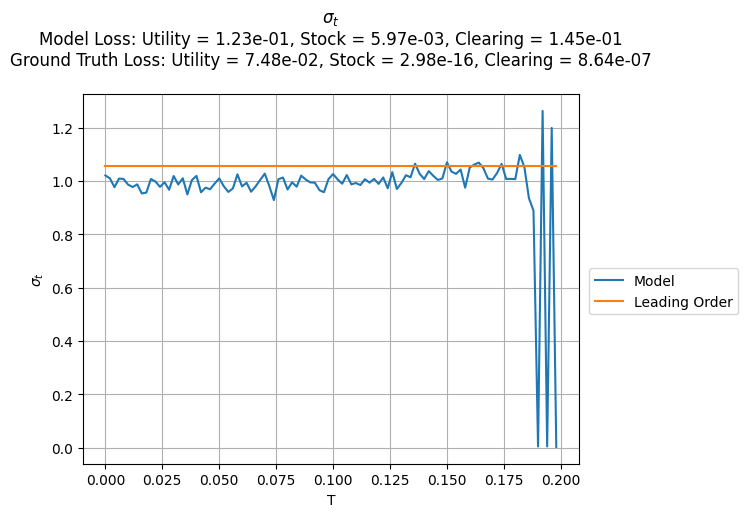 σₜ
Model Loss: Utility = 1.23e-01, Stock = 5.97e-03, Clearing = 1.45e-01
Ground Truth Loss: Utility = 7.48e-02, Stock = 2.98e-16, Clearing = 8.64e-07
1.2
1.0
0.8
0.6
0.4
0.2
0.0
σₜ
0.000 0.025 0.050 0.075 0.100 0.125 0.150 0.175 0.200
T
Model
Leading Order